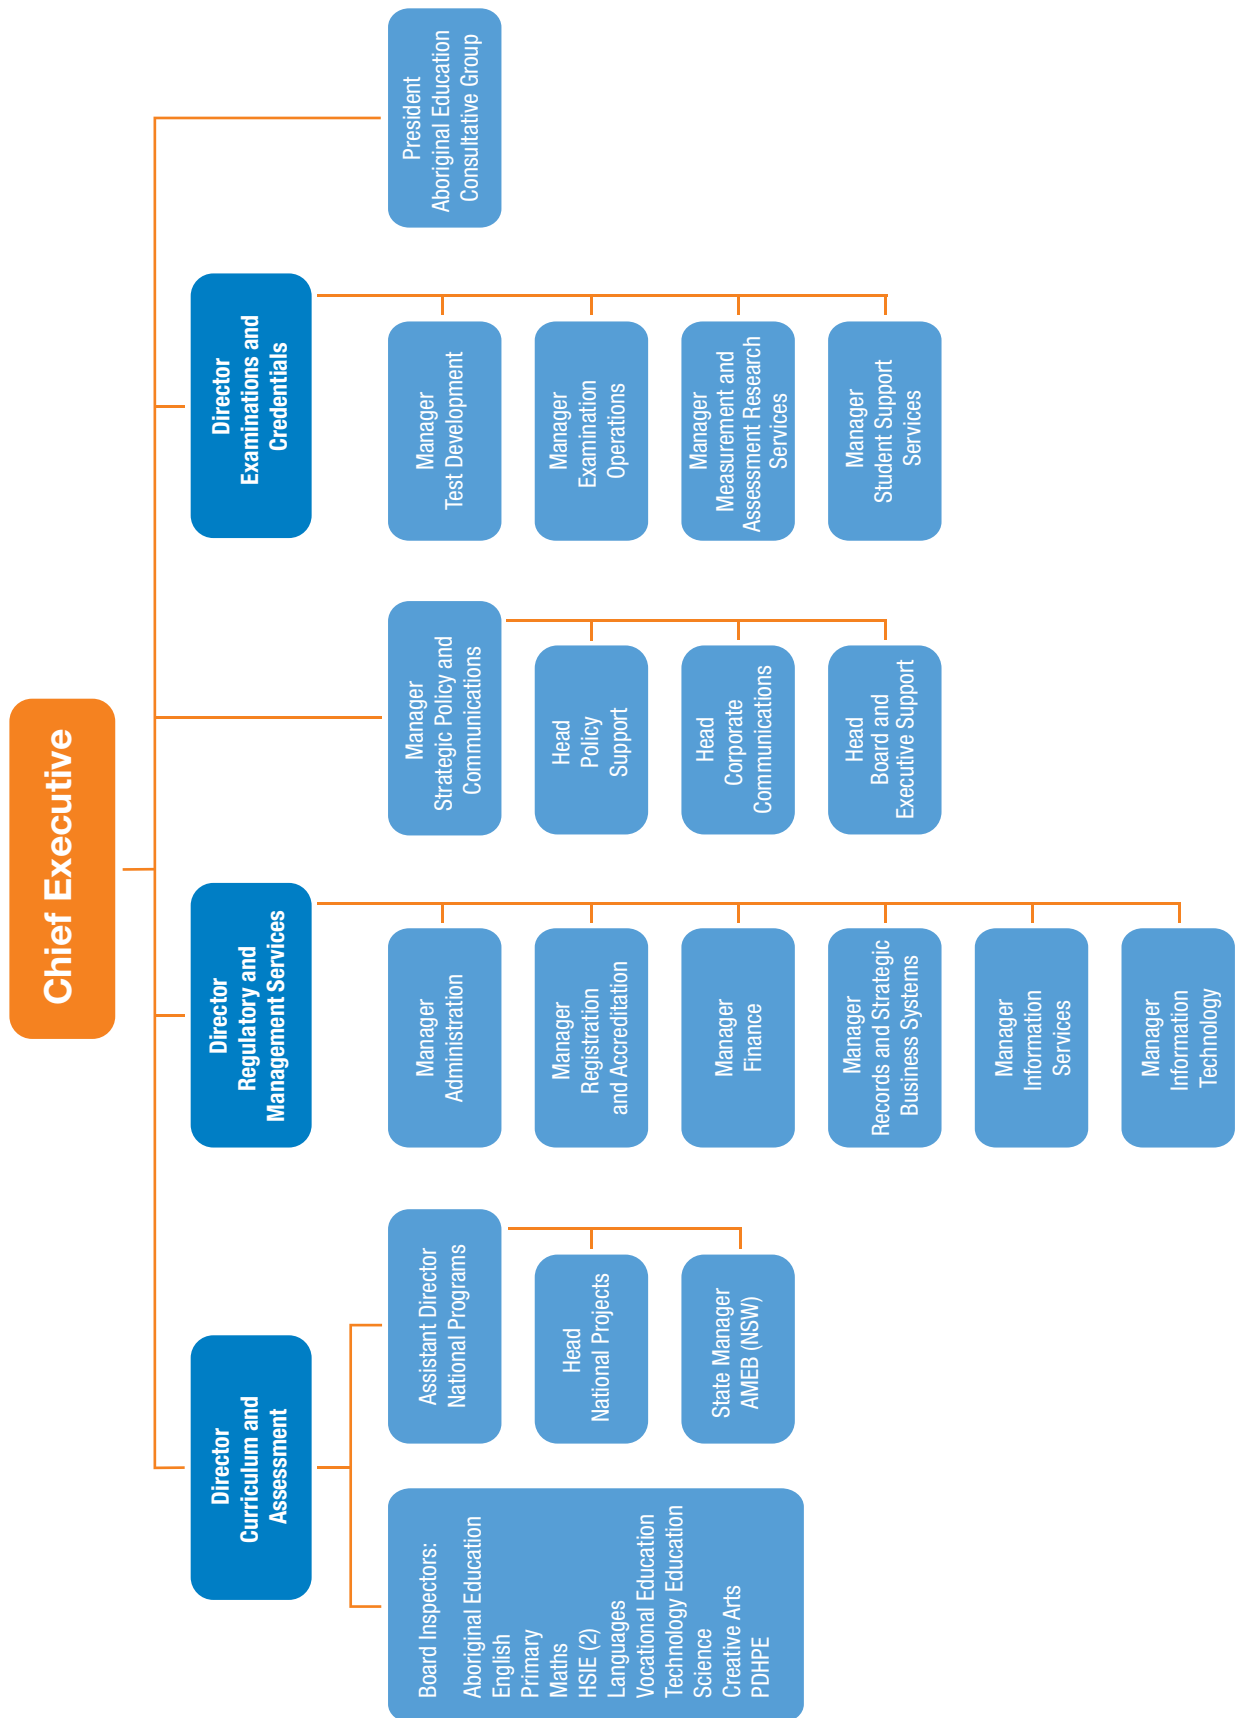 Chief Executive
Director
Curriculum and
Assessment
Board Inspectors:
Aboriginal Education
English
Primary
Maths
HSIE (2)
Languages
Vocational Education
Technology Education
Science
Creative Arts
PDHPE
Assistant Director
National Programs
Head
National Projects
State Manager
AMEB (NSW)
Director
Regulatory and
Management Services
Manager
Administration
Manager
Registration
and Accreditation
Manager
Finance
Manager
Records and Strategic
Business Systems
Manager
Information
Services
Manager
Information
Technology
Manager
Strategic Policy and
Communications
Head
Policy
Support
Head
Corporate
Communications
Head
Board and
Executive Support
Director
Examinations and
Credentials
Manager
Test Development
Manager
Examination
Operations
Manager
Measurement and
Assessment Research
Services
Manager
Student Support
Services
President
Aboriginal Education
Consultative Group